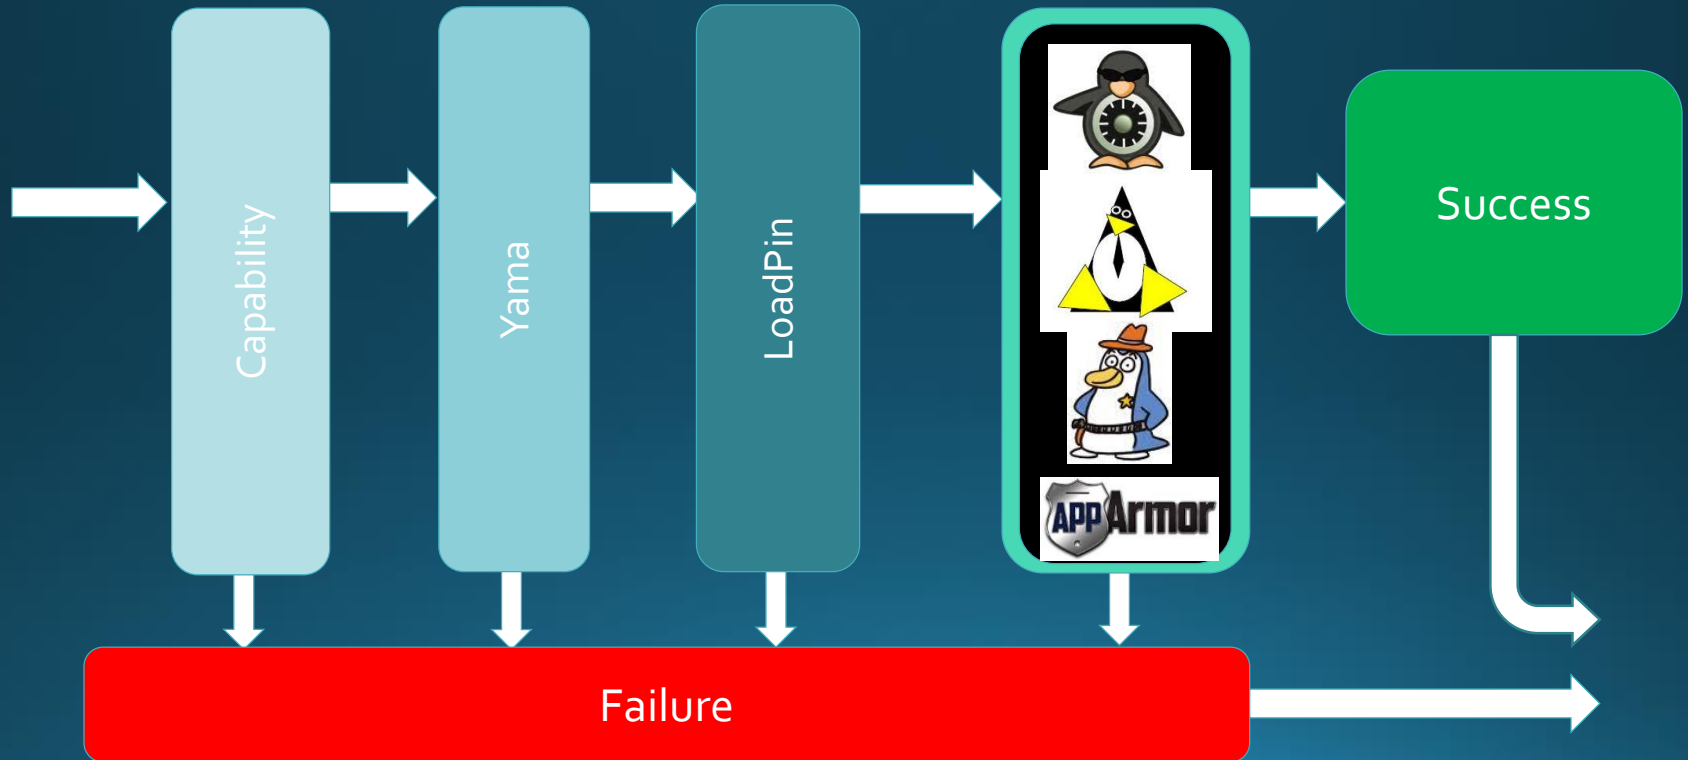 Capability
Yama
LoadPin
APPArmor
Success
Failure